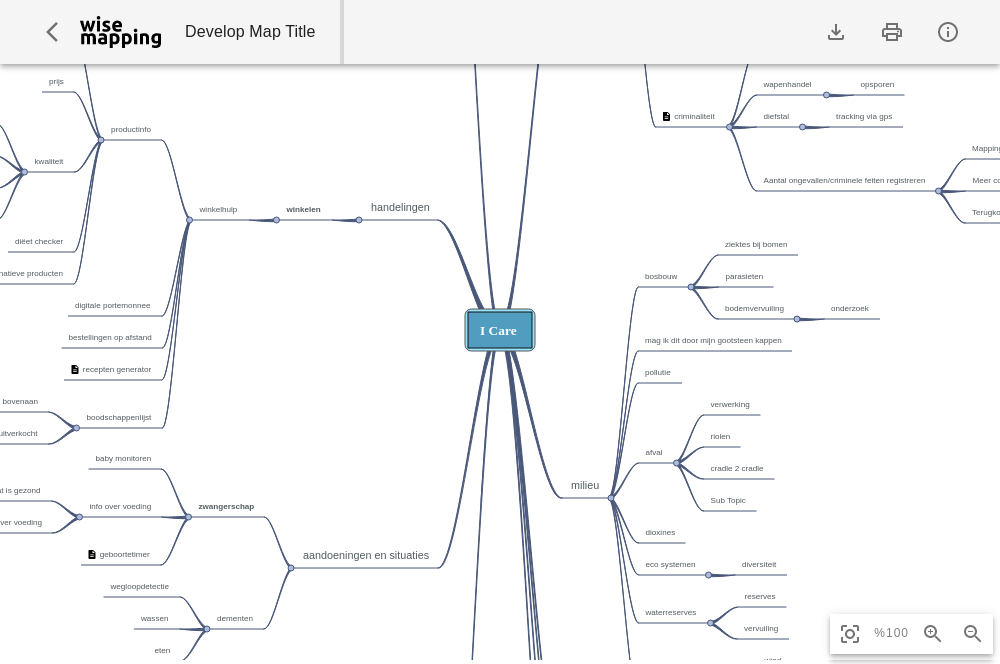 wise
mapping
Develop Map Title
prijs
productinfo
kwaliteit
winkelhulp
winkelen
handelingen
diëet checker
natieve producten
digitale portemonnee
bestellingen op afstand
recepten generator
bovenaan
boodschappenlijst
uitverkocht
baby monitoren
at is gezond
info over voeding
zwangerschap
ver voeding
geboortetimer
aandoeningen en situaties
wegloopdetectie
wassen
dementen
eten
I Care
wapenhandel
opsporen
criminaliteit
diefstal
tracking via gps
Mapping
Aantal ongevallen/criminele feiten registreren
Meer co
Terugko
ziektes bij bomen
bosbouw
parasieten
bodemvervuiling
onderzoek
mag ik dit door mijn gootsteen kappen
pollutie
verwerking
riolen
afval
cradle 2 cradle
milieu
Sub Topic
dioxines
eco systemen
diversiteit
reserves
waterreserves
vervuiling
%100